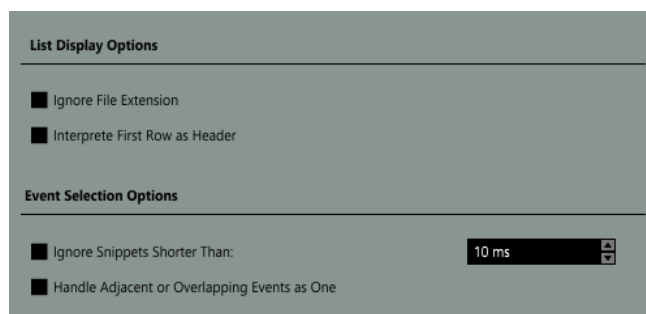 List Display Options
Ignore File Extension
Interprete First Row as Header
Event Selection Options
Ignore Snippets Shorter Than: 10 ms
Handle Adjacent or Overlapping Events as One